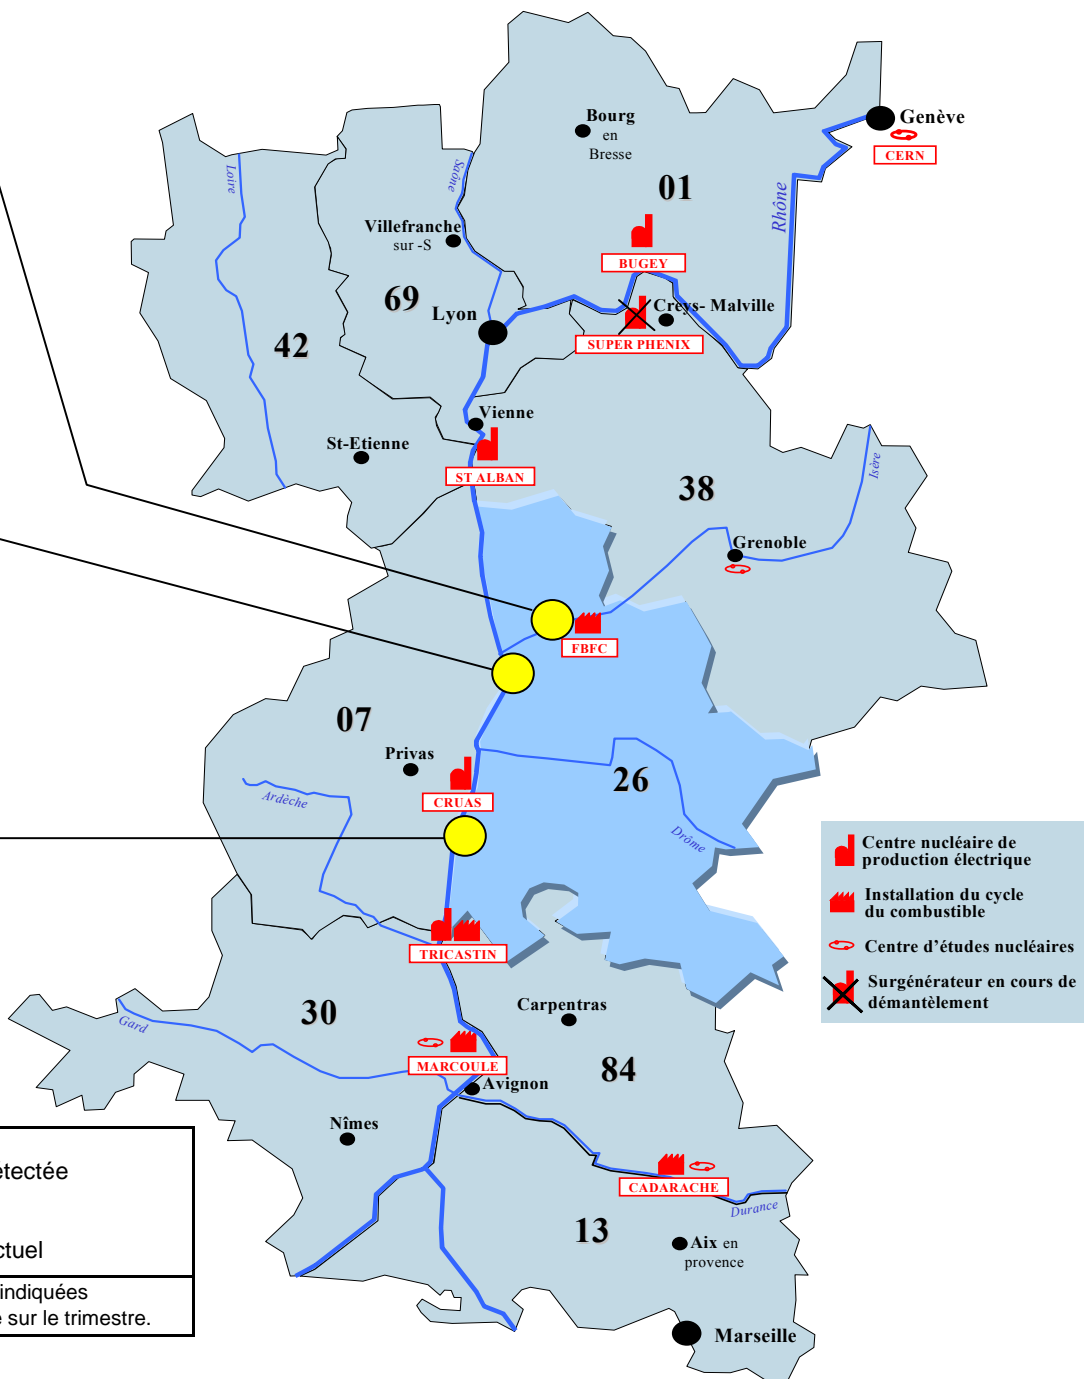 Genève
CERN
Bourg
en
Bresse
01
Loire
Saône
Rhône
Villefranche
sur -S
BUGEY
69
Lyon
Creys- Malville
SUPER PHENIX
42
Vienne
St-Etienne
ST ALBAN
38
Isère
Grenoble
FBFC
07
Privas
26
CRUAS
Ardèche
Drôme
Centre nucléaire de
production électrique
Installation du cycle
du combustible
Centre d'études nucléaires
Surgénérateur en cours de
démantèlement
TRICASTIN
30
Carpentras
Gard
MARCOULE
84
Avignon
Nîmes
étectée
CADARACHE
Durance
13
ctuel
Aix en
provence
indiquées
e sur le trimestre.
Marseille